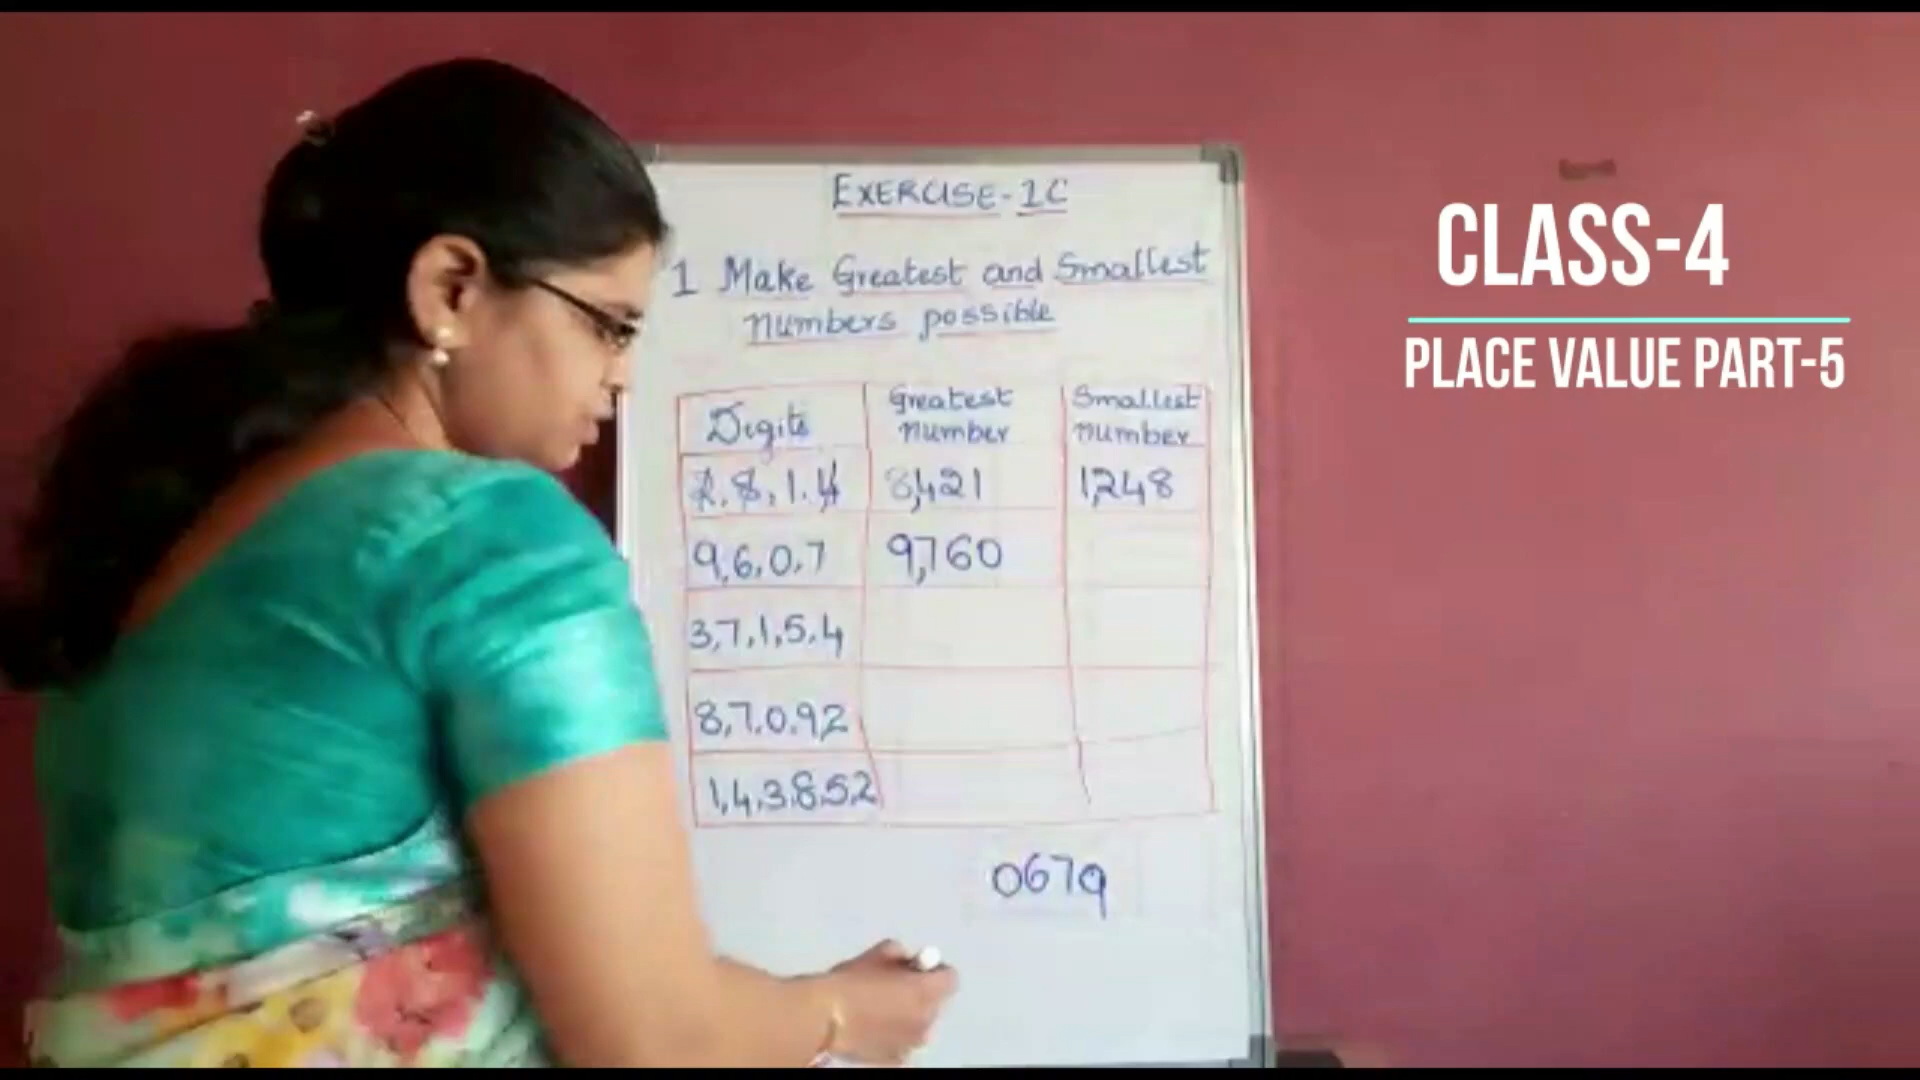 EXERCISE-1C
1 Make Greatest and Smallest
Numbers possible
Digits Greatest Number Smallest Number
2.8,1.4 8,421 1,248
9,6,0,7 9,760
3,7,1,5,4
8,7,0,9,2
1,4,3,8,5,2
0679
CLASS-4
PLACE VALUE PART-5